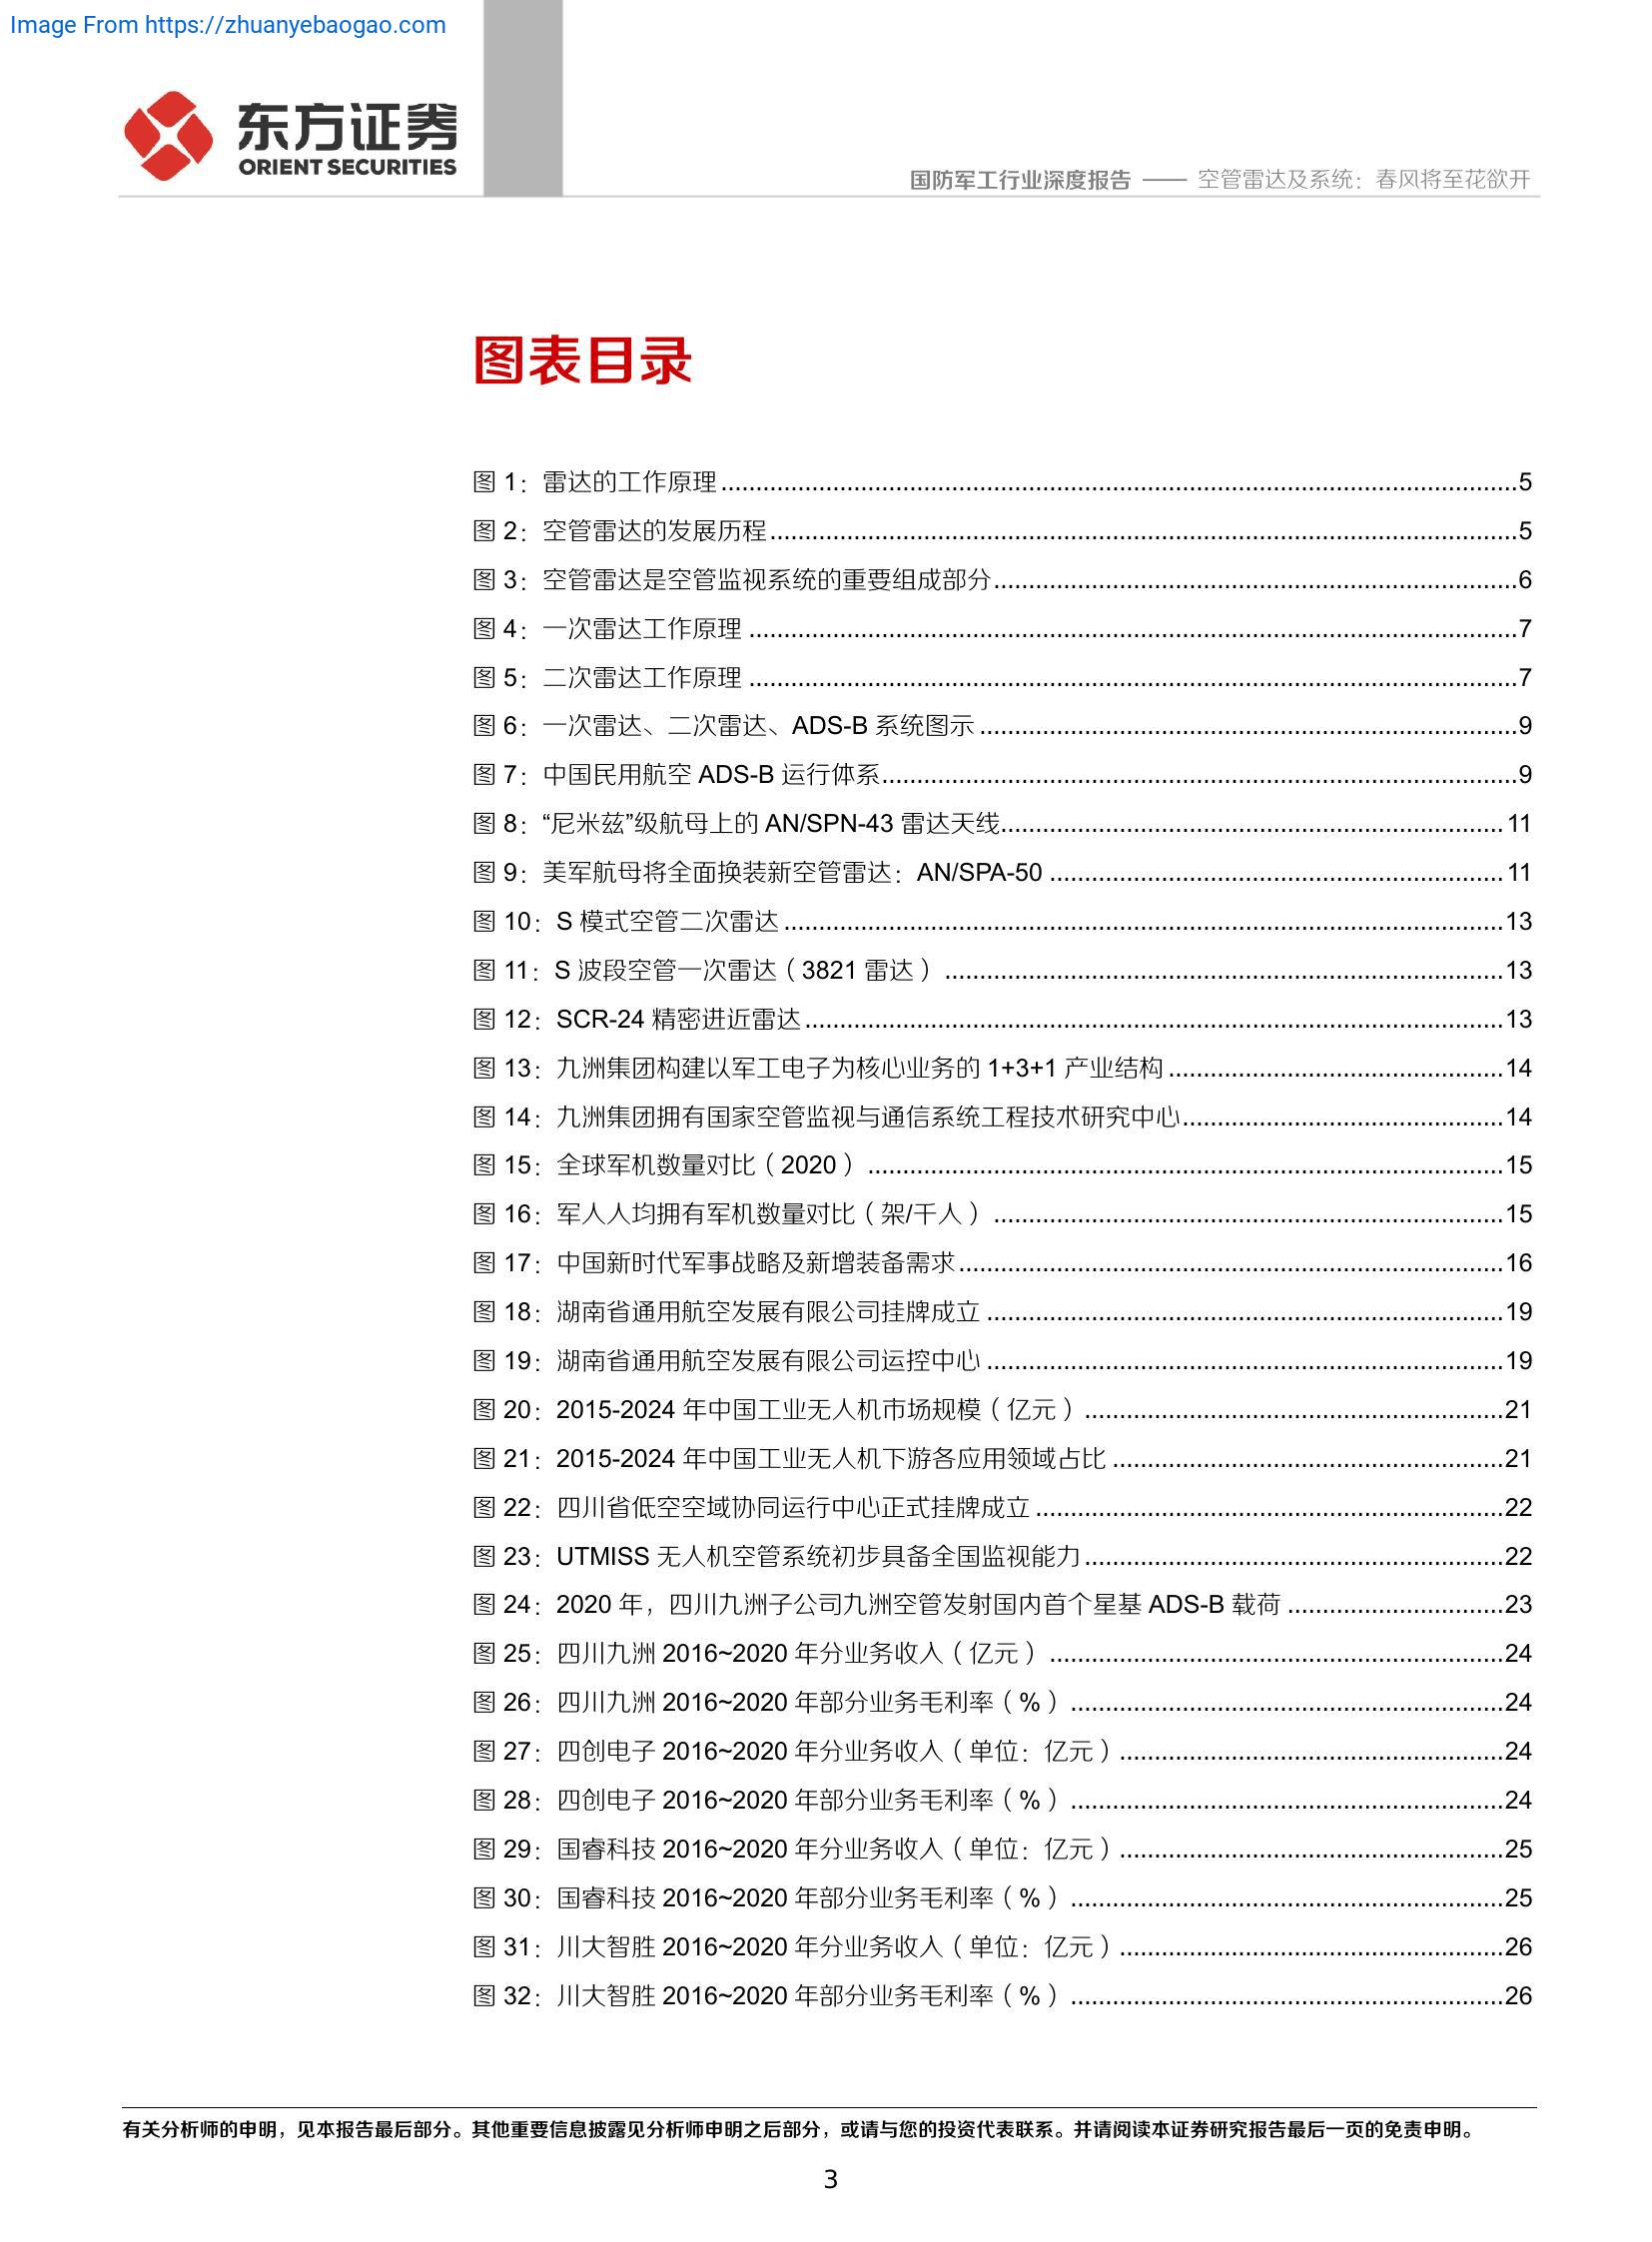 Image From https://zhuanyebaogao.com
东方证券
ORIENT SECURITIES
国防军工行业深度报告 —— 空管雷达及系统：春风将至花欲开
图表目录
图 1：雷达的工作原理....................5
图 2：空管雷达的发展历程....................5
图 3：空管雷达是空管监视系统的重要组成部分....................6
图 4：一次雷达工作原理....................7
图 5：二次雷达工作原理....................7
图 6：一次雷达、二次雷达、ADS-B 系统图示....................9
图 7：中国民用航空 ADS-B 运行体系....................9
图 8：“尼米兹”级航母上的 AN/SPN-43 雷达天线....................11
图 9：美军航母将全面换装新空管雷达：AN/SPA-50....................11
图 10：S 模式空管二次雷达....................13
图 11：S 波段空管一次雷达（3821 雷达）....................13
图 12：SCR-24 精密进近雷达....................13
图 13：九洲集团构建以军工电子为核心业务的 1+3+1 产业结构....................14
图 14：九洲集团拥有国家空管监视与通信系统工程技术研究中心....................14
图 15：全球军机数量对比（2020）....................15
图 16：军人人均拥有军机数量对比（架/千人）....................15
图 17：中国新时代军事战略及新增装备需求....................16
图 18：湖南省通用航空发展有限公司挂牌成立....................19
图 19：湖南省通用航空发展有限公司运控中心....................19
图 20：2015-2024 年中国工业无人机市场规模（亿元）....................21
图 21：2015-2024 年中国工业无人机下游各应用领域占比....................21
图 22：四川省低空空域协同运行中心正式挂牌成立....................22
图 23：UTMISS 无人机空管系统初步具备全国监视能力....................22
图 24：2020 年，四川九洲子公司九洲空管发射国内首个星基 ADS-B 载荷....................23
图 25：四川九洲 2016~2020 年分业务收入（亿元）....................24
图 26：四川九洲 2016~2020 年部分业务毛利率（%）....................24
图 27：四创电子 2016~2020 年分业务收入（单位：亿元）....................24
图 28：四创电子 2016~2020 年部分业务毛利率（%）....................24
图 29：国睿科技 2016~2020 年分业务收入（单位：亿元）....................25
图 30：国睿科技 2016~2020 年部分业务毛利率（%）....................25
图 31：川大智胜 2016~2020 年分业务收入（单位：亿元）....................26
图 32：川大智胜 2016~2020 年部分业务毛利率（%）....................26
有关分析师的申明，见本报告最后部分。其他重要信息披露见分析师申明之后部分，或请与您的投资代表联系。并请阅读本证券研究报告最后一页的免责申明。
3